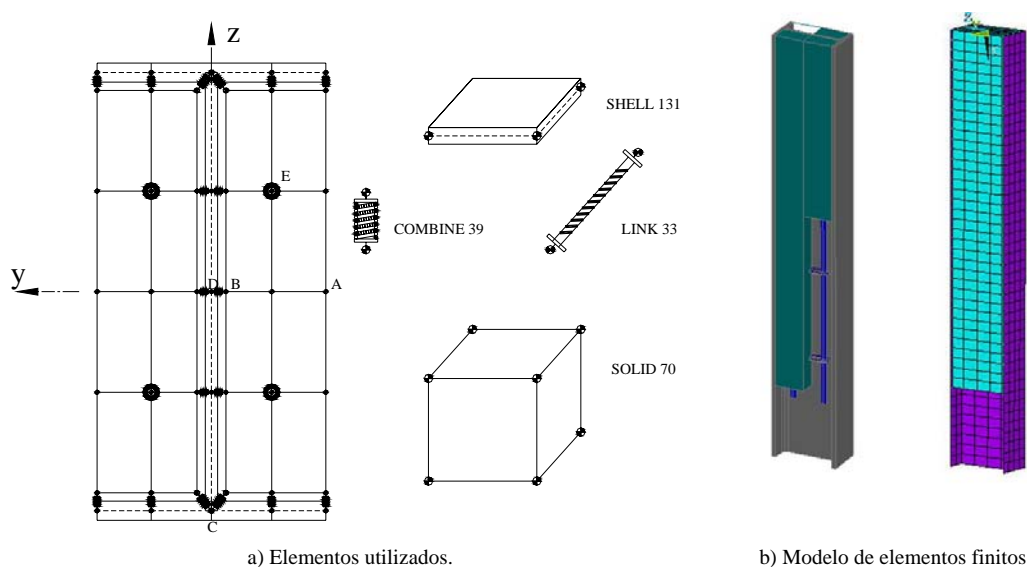 z
SHELL 131
E
COMBINE 39
LINK 33
y
D
B
A
SOLID 70
C
a) Elementos utilizados.
b) Modelo de elementos finitos